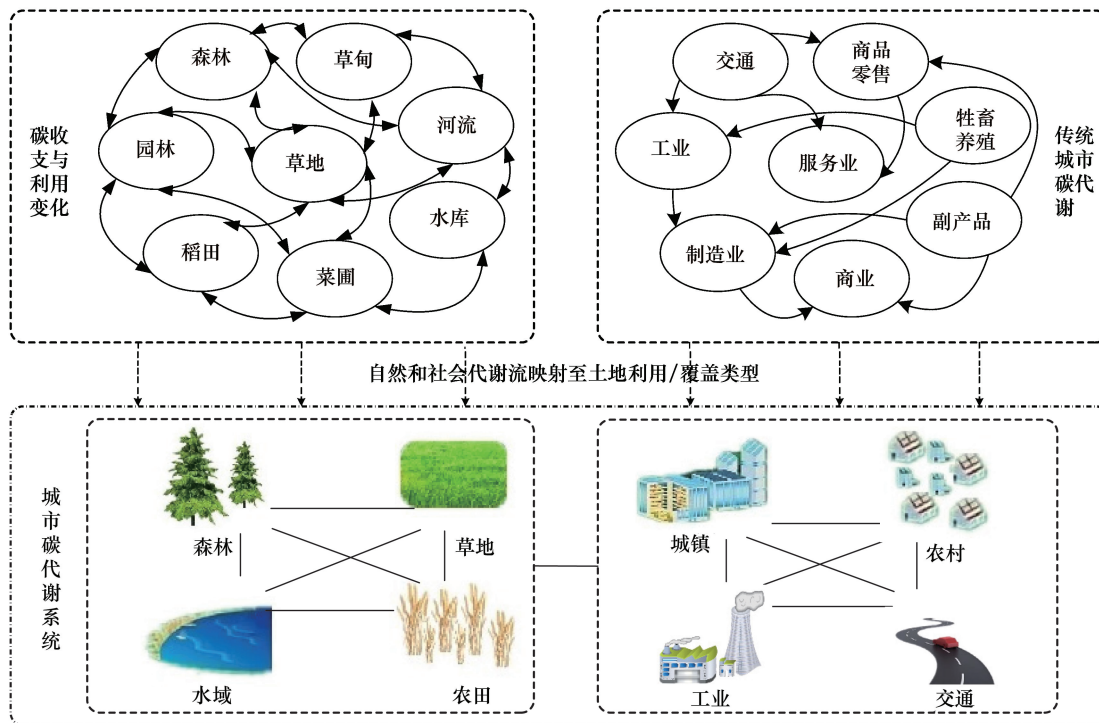 碳收
支与
利用
变化
森林
草甸
园林
草地
河流
稻田
菜圃
水库
交通
商品
零售
工业
服务业
牲畜
养殖
制造业
商业
副产品
传统
城市
碳代
谢
自然和社会代谢流映射至土地利用/覆盖类型
城
市
碳
代
谢
系
统
森林
草地
水域
农田
城镇
农村
工业
交通